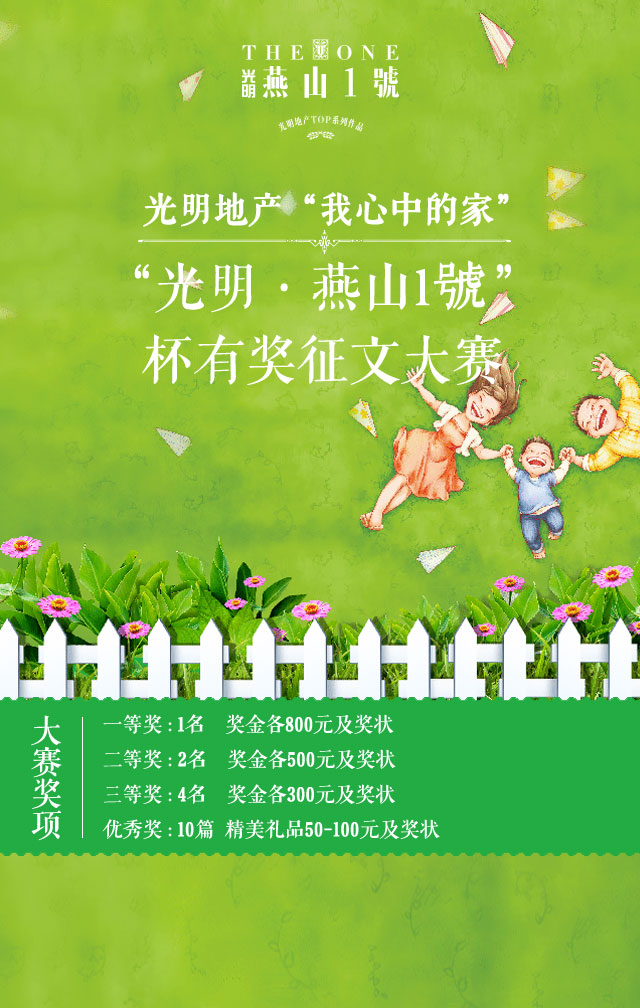 THE ONE
光明 燕山1號
光明地产TOP系列作品
光明地产“我心中的家”
“光明·燕山1號”
杯有奖征文大赛
大赛奖项
一等奖:1名 奖金各800元及奖状
二等奖:2名 奖金各500元及奖状
三等奖:4名 奖金各300元及奖状
优秀奖:10篇 精美礼品50-100元及奖状